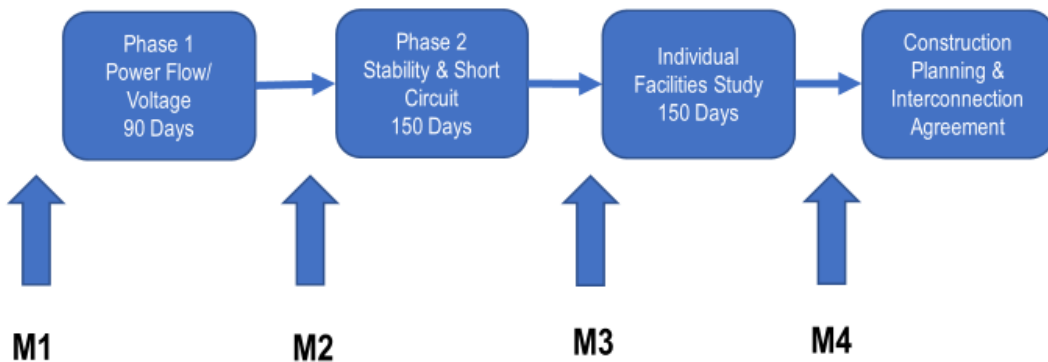 Phase 1
Power Flow/
Voltage
90 Days
Phase 2
Stability & Short
Circuit
150 Days
Individual
Facilities Study
150 Days
Construction
Planning &
Interconnection
Agreement
M1
M2
M3
M4